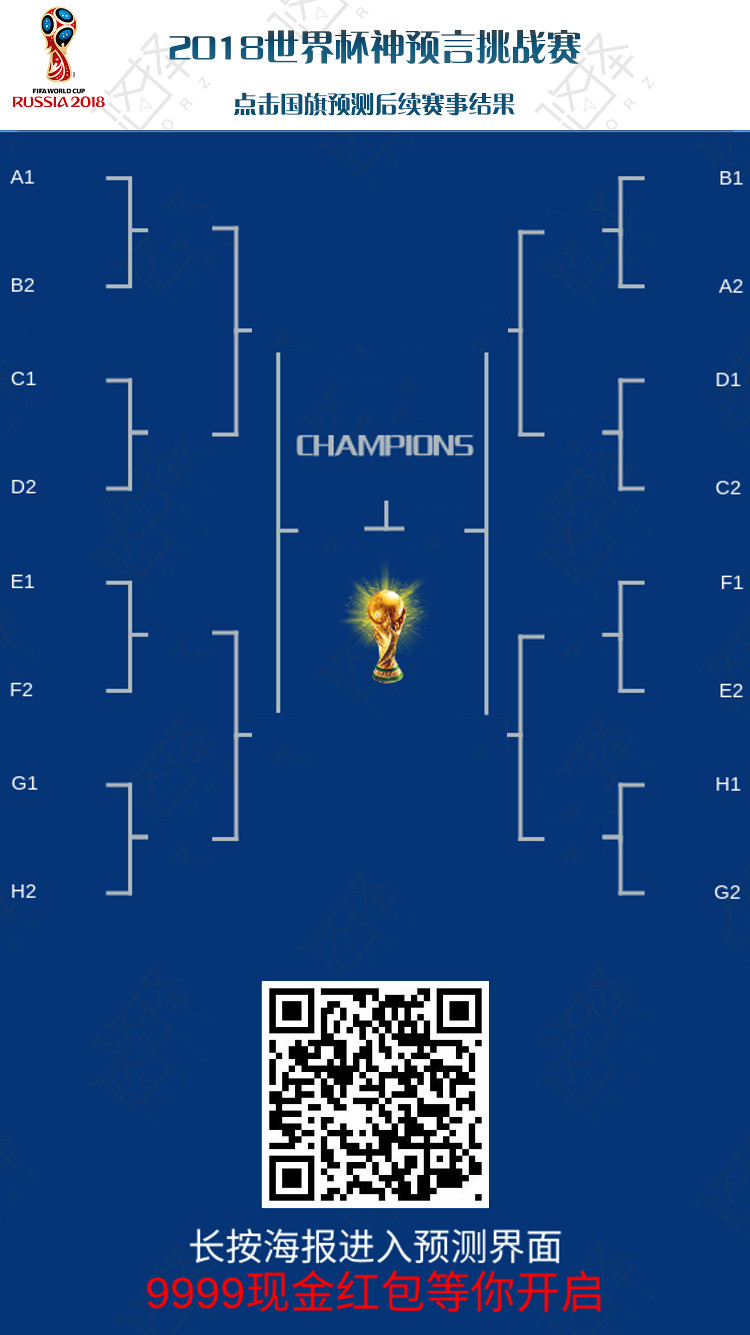 2018世界杯神预言挑战赛
FIFA WORLD CUP
RUSSIA 2018
点击国旗预测后续赛事结果
A1
B1
B2
A2
C1
D1
CHAMPIONS
D2
C2
E1
F1
F2
E2
G1
H1
H2
G2
长按海报进入预测界面
9999现金红包等你开启